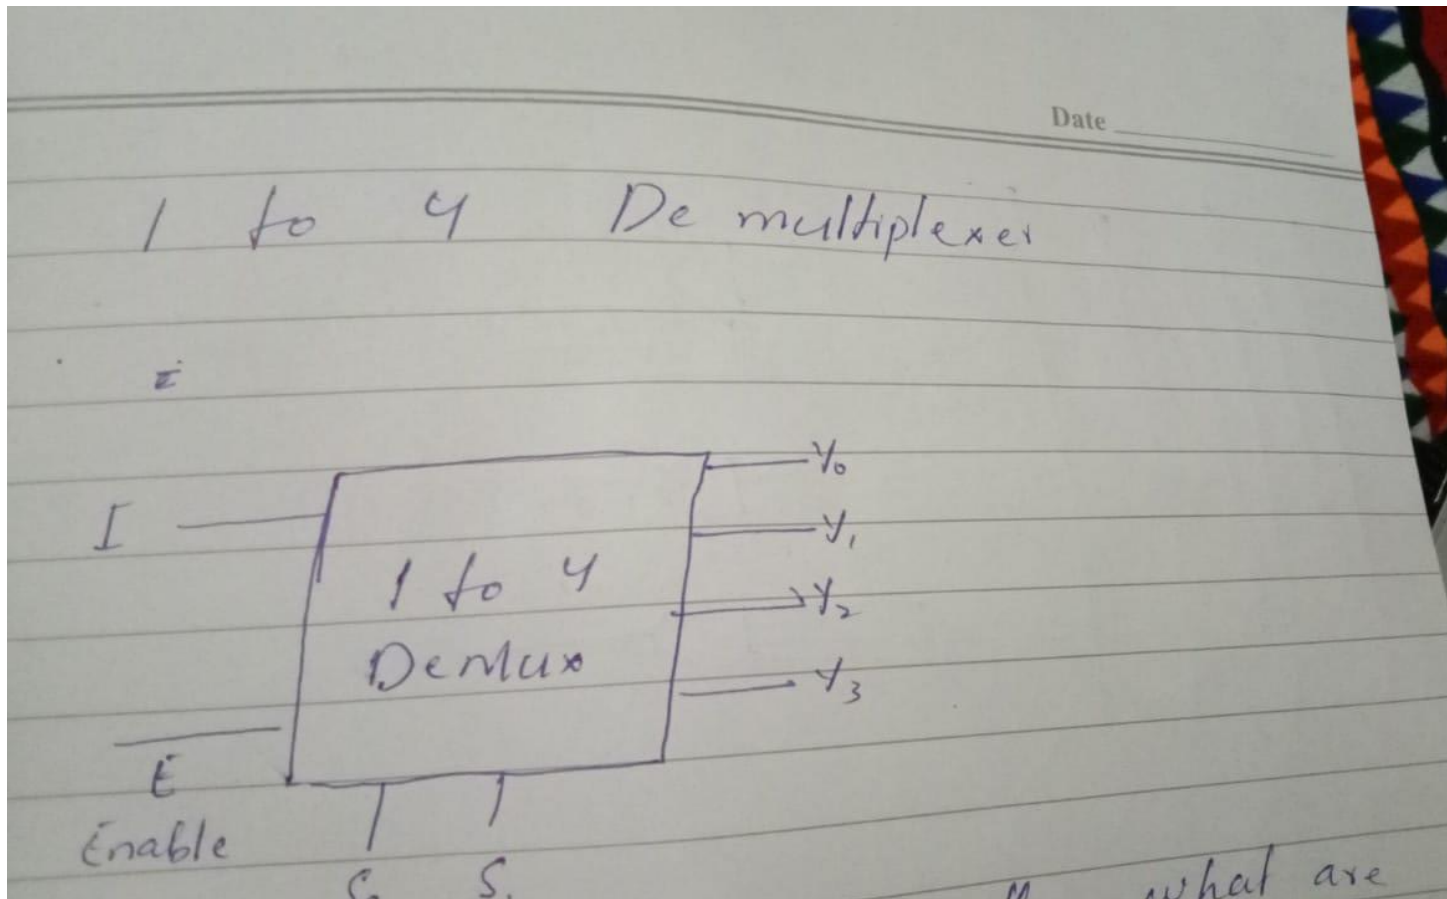 Date
1 to 4 De multiplexer
I
1 to 4
DeMux
Y0
Y1
Y2
Y3
E
Enable
S.
what are